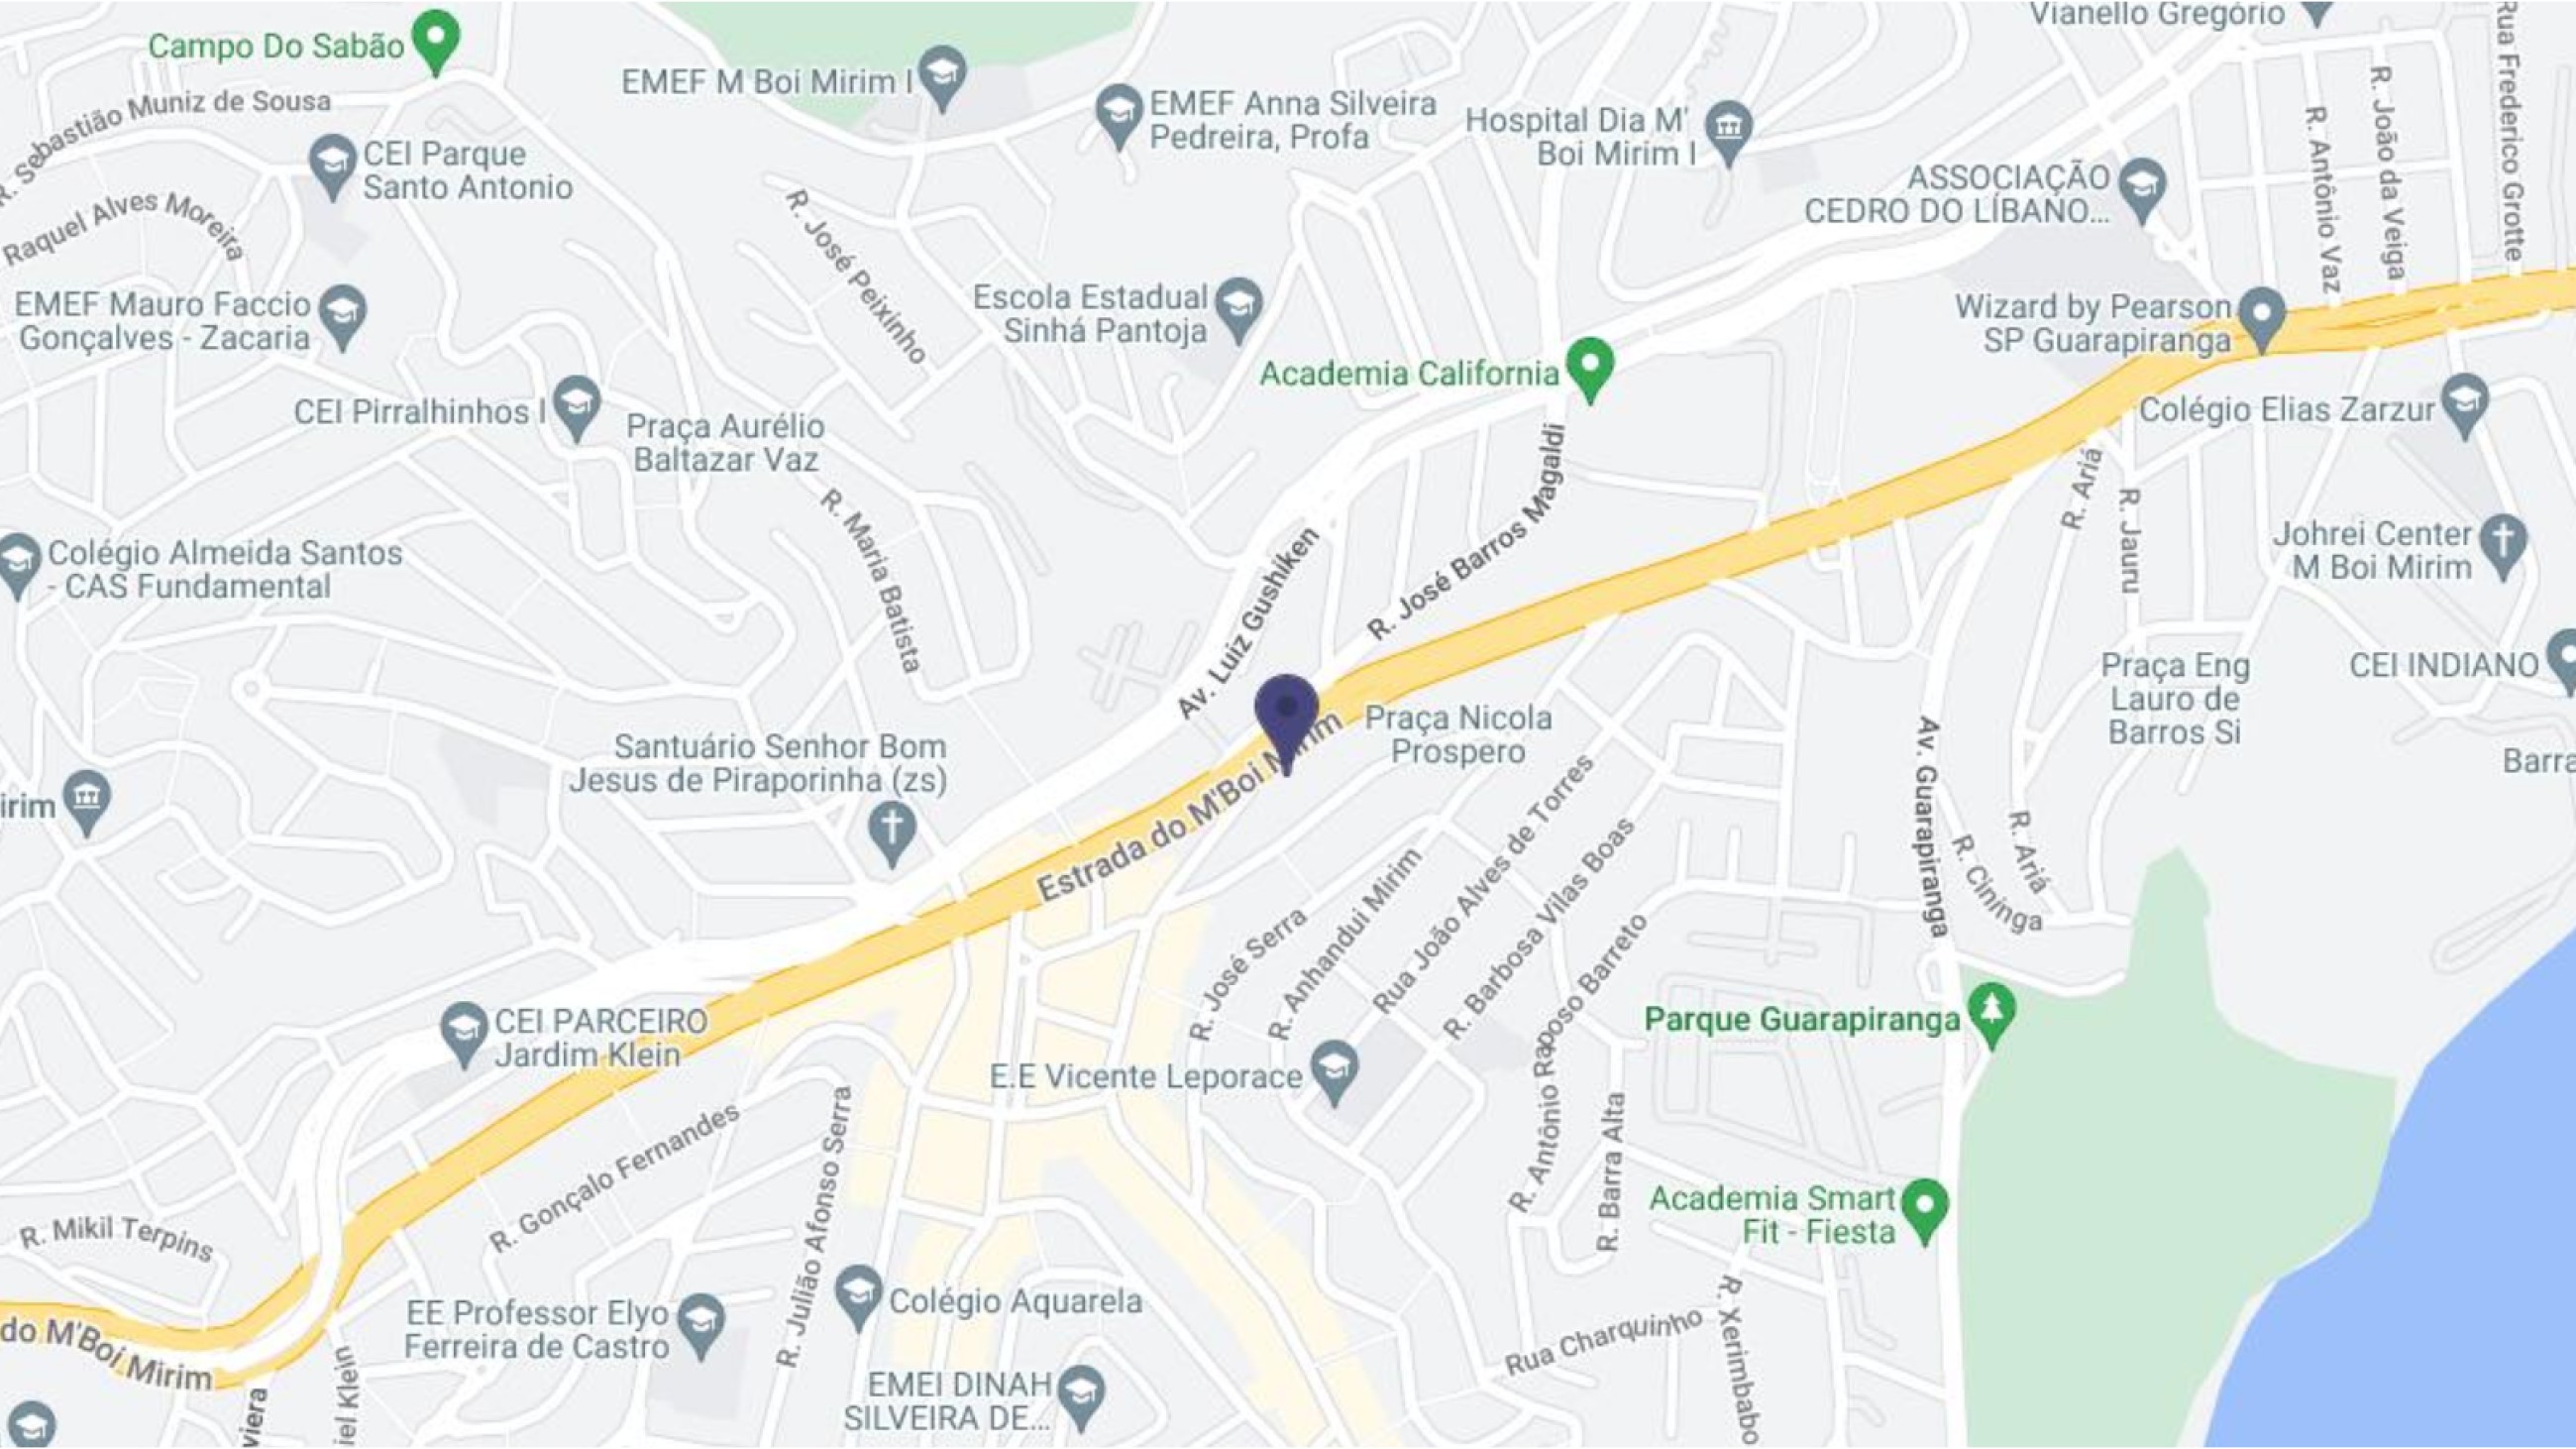 Campo Do Sabão
R. Sebastião Muniz de Sousa
CEI Parque
Santo Antonio
Raquel Alves Moreira
EMEF Mauro Faccio
Gonçalves - Zacaria
CEI Pirralhinhos I
EMEF M Boi Mirim I
EMEF Anna Silveira
Pedreira, Profa
R. José Peixinho
Escola Estadual
Sinhá Pantoja
Hospital Dia M'
Boi Mirim I
Vianello Gregório
ASSOCIAÇÃO
CEDRO DO LÍBANO...
R. Antônio Vaz
R. João da Veiga
Rua Frederico Grotte
Academia California
Wizard by Pearson
SP Guarapiranga
Colégio Elias Zarzur
Praça Aurélio
Baltazar Vaz
R. Maria Batista
Colégio Almeida Santos
- CAS Fundamental
Av. Luiz Gushiken
R. José Barros Magaldi
R. Ariá
R. Jauru
Johrei Center
M Boi Mirim
Praça Eng
Lauro de
Barros Si
CEI INDIANO
Barra
Santuário Senhor Bom
Jesus de Piraporinha (zs)
Praça Nicola
Prospero
Estrada do M'Boi Mirim
irim
Av. Guarapiranga
R. Cininga
R. Ariá
R. José Serra
R. Anhandui Mirim
Rua João Alves de Torres
R. Barbosa Vilas Boas
R. Antônio Raposo Barreto
Parque Guarapiranga
CEI PARCEIRO
Jardim Klein
E.E Vicente Leporace
R. Gonçalo Fernandes
R. Julião Afonso Serra
R. Barra Alta
Academia Smart
Fit - Fiesta
R. Mikil Terpins
do M'Boi Mirim
EE Professor Elyo
Ferreira de Castro
Colégio Aquarela
EMEI DINAH
SILVEIRA DE...
Rua Charquinho
R. Xerimbabo
viera
iel Klein